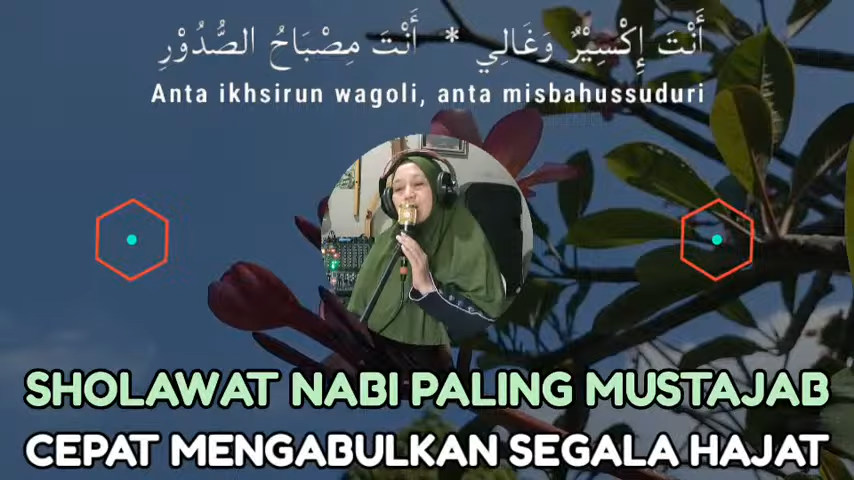 أَنْتَ إِكْسِيْرٌ وَغَالِي * أَنْتَ مِصْبَاحُ الصُّدُوْرِ
Anta ikhsirun wagoli, anta misbahussuduri
SHOLAWAT NABI PALING MUSTAJAB
CEPAT MENGABULKAN SEGALA HAJAT